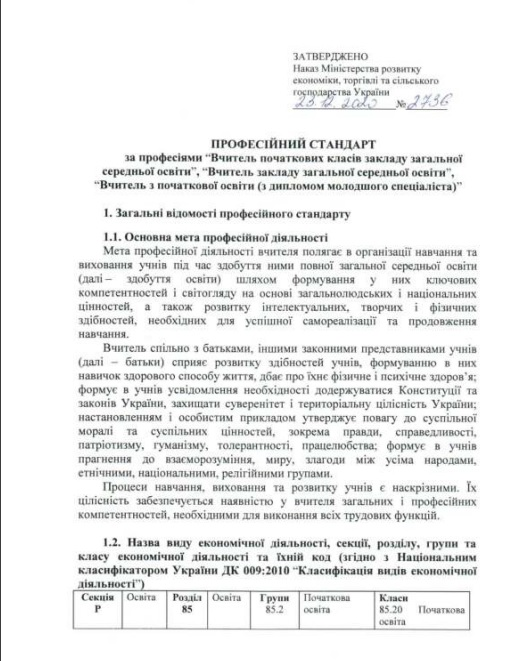 ЗАТВЕРДЖЕНО
Наказ Міністерства розвитку
економіки, торгівлі та сільського
господарства України
23.12.2020 № 2736
ПРОФЕСІЙНИЙ СТАНДАРТ
за професіями “Вчитель початкових класів закладу загальної
середньої освіти”, “Вчитель закладу загальної середньої освіти”,
“Вчитель з початкової освіти (з дипломом молодшого спеціаліста)”
1. Загальні відомості професійного стандарту
1.1. Основна мета професійної діяльності
Мета професійної діяльності вчителя полягає в організації навчання та
виховання учнів під час здобуття ними повної загальної середньої освіти
(далі – здобуття освіти) шляхом формування у них ключових
компетентностей і світогляду на основі загальнолюдських і національних
цінностей, а також розвитку інтелектуальних, творчих і фізичних
здібностей, необхідних для успішної самореалізації та продовження
навчання.
Вчитель спільно з батьками, іншими законними представниками учнів
(далі – батьки) сприяє розвитку здібностей учнів, формуванню в них
навичок здорового способу життя, дбає про їхнє фізичне і психічне здоров’я;
формує в учнів усвідомлення необхідності додержуватися Конституції та
законів України, захищати суверенітет і територіальну цілісність України;
настановленням і особистим прикладом утверджує повагу до суспільної
моралі та суспільних цінностей, зокрема правди, справедливості,
патріотизму, гуманізму, толерантності, працелюбства; формує в учнів
прагнення до взаєморозуміння, миру, злагоди між усіма народами,
етнічними, національними, релігійними групами.
Процеси навчання, виховання та розвитку учнів є наскрізними. Їх
цілісність забезпечується наявністю у вчителя загальних і професійних
компетентностей, необхідними для виконання всіх трудових функцій.
1.2. Назва виду економічної діяльності, секції, розділу, групи та
класу економічної діяльності та їхній код (згідно з Національним
класифікатором України ДК 009:2010 “Класифікація видів економічної
діяльності”)
Секція Освіта Розділ Освіта Групи Початкова Класи
P 85 85.2 освіта 85.20 Початкова
освіта